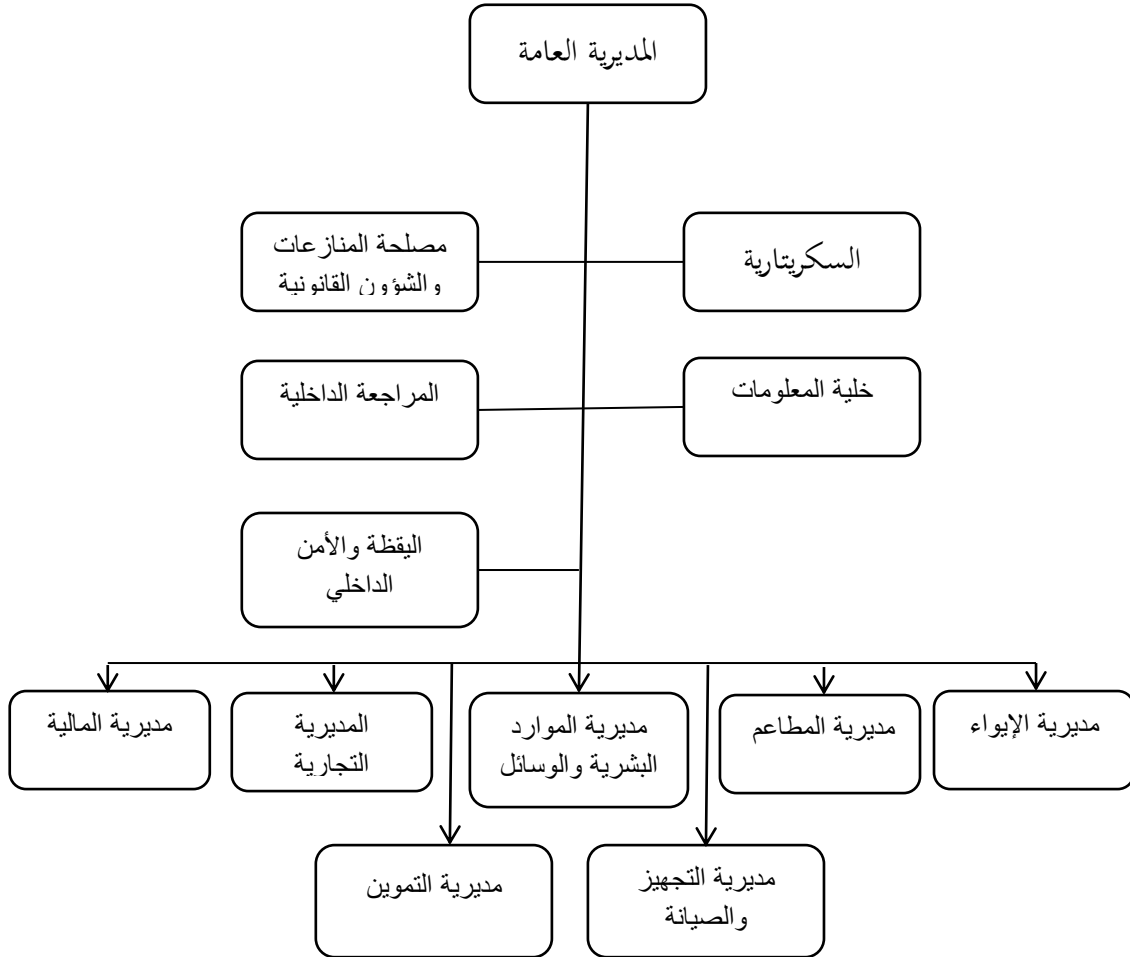 المديرية العامة
السكريتارية
مصلحة المنازعات
والشؤون القانونية
خلية المعلومات
المراجعة الداخلية
اليقظة والأمن
الداخلي
مديرية الإيواء
مديرية المطاعم
مديرية الموارد
البشرية والوسائل
المديرية
التجارية
مديرية المالية
مديرية التجهيز
والصيانة
مديرية التموين